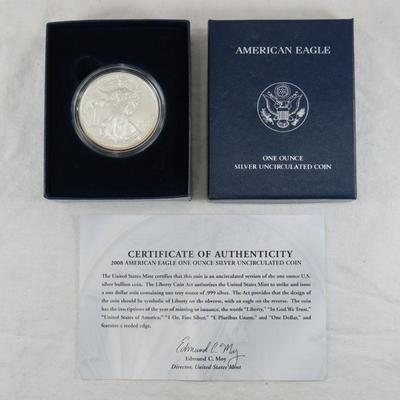 AMERICAN EAGLE
ONE OUNCE
SILVER UNCIRCULATED COIN
CERTIFICATE OF AUTHENTICITY
2008 AMERICAN EAGLE ONE OUNCE SILVER UNCIRCULATED COIN
The United States Mint certifies that this coin is an uncirculated version of the one ounce U.S.
silver bullion coin. The Liberty Coin Act authorizes the United States Mint to strike and issue
a one dollar coin containing one troy ounce of .999 silver. The Act provides that the design of
the coin should be symbolic of Liberty on the obverse, with an eagle on the reverse. The coin
has the inscriptions of the year of minting or issuance, the words "Liberty," "In God We Trust,"
"United States of America," "1 Oz. Fine Silver," "E Pluribus Unum," and "One Dollar," and
features a reeded edge.
Edmund C. Moy
Edmund C. Moy
Director, United States Mint